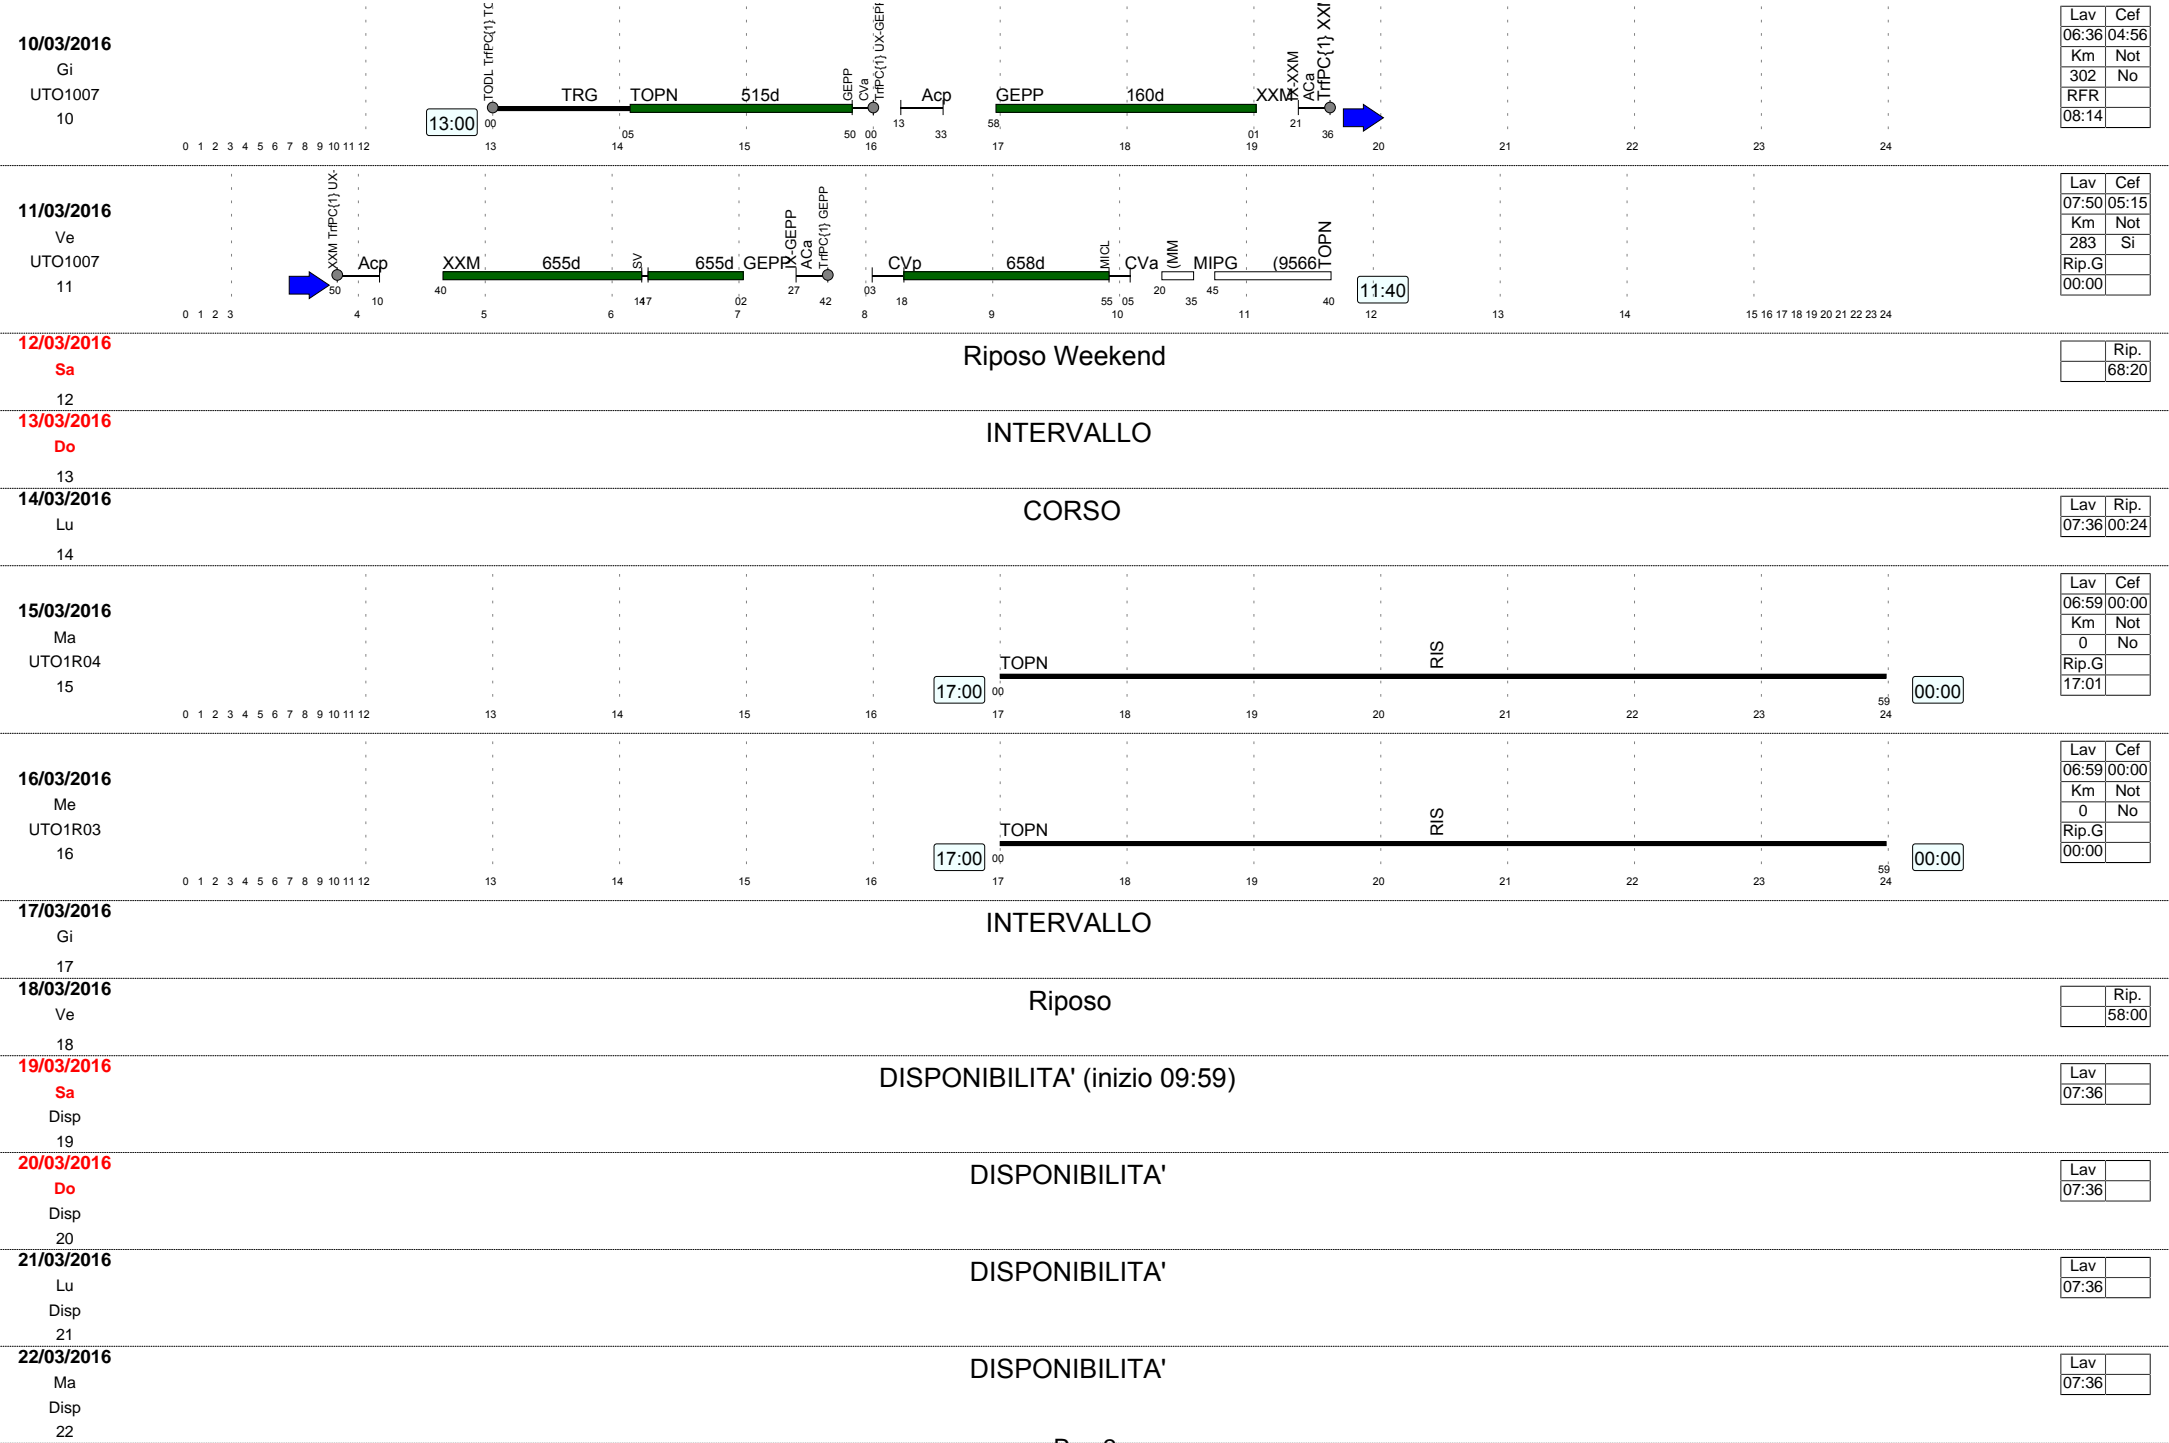 10/03/2016
Gi
UTO1007
10
13:00
TODL TrfPC{1}
TRG
TOPN
515d
GEPP
CVa
TrfPC{1} UX-GEPP
Acp
GEPP
160d
XXM
IX-XXM
ACa
TrfPC{1}
00
05
50
00
13
33
58
01
21
36
0 1 2 3 4 5 6 7 8 9 10 11 12 13 14 15 16 17 18 19 20 21 22 23 24
Lav Cef
06:36 04:56
Km Not
302 No
RFR
08:14
11/03/2016
Ve
UTO1007
11
XXM TrfPC{1} UX-
Acp
XXM
655d
SV
655d
GEPP
IX-GEPP
ACa
TrfPC{1} GEPP
CVp
658d
MICL
CVa
(MM
MIPG
(9566
TOPN
11:40
50
10
40
147
02
27
42
03
18
55
05
20
35
45
40
0 1 2 3 4 5 6 7 8 9 10 11 12 13 14 15 16 17 18 19 20 21 22 23 24
Lav Cef
07:50 05:15
Km Not
283 Si
Rip.G
00:00
12/03/2016
Sa
12
Riposo Weekend
Rip.
68:20
13/03/2016
Do
13
INTERVALLO
14/03/2016
Lu
14
CORSO
Lav Rip.
07:36 00:24
15/03/2016
Ma
UTO1R04
15
17:00
TOPN
RIS
00
59
00:00
0 1 2 3 4 5 6 7 8 9 10 11 12 13 14 15 16 17 18 19 20 21 22 23 24
Lav Cef
06:59 00:00
Km Not
0 No
Rip.G
17:01
16/03/2016
Me
UTO1R03
16
17:00
TOPN
RIS
00
59
00:00
0 1 2 3 4 5 6 7 8 9 10 11 12 13 14 15 16 17 18 19 20 21 22 23 24
Lav Cef
06:59 00:00
Km Not
0 No
Rip.G
00:00
17/03/2016
Gi
17
INTERVALLO
18/03/2016
Ve
18
Riposo
Rip.
58:00
19/03/2016
Sa
Disp
19
DISPONIBILITA' (inizio 09:59)
Lav
07:36
20/03/2016
Do
Disp
20
DISPONIBILITA'
Lav
07:36
21/03/2016
Lu
Disp
21
DISPONIBILITA'
Lav
07:36
22/03/2016
Ma
Disp
22
DISPONIBILITA'
Lav
07:36